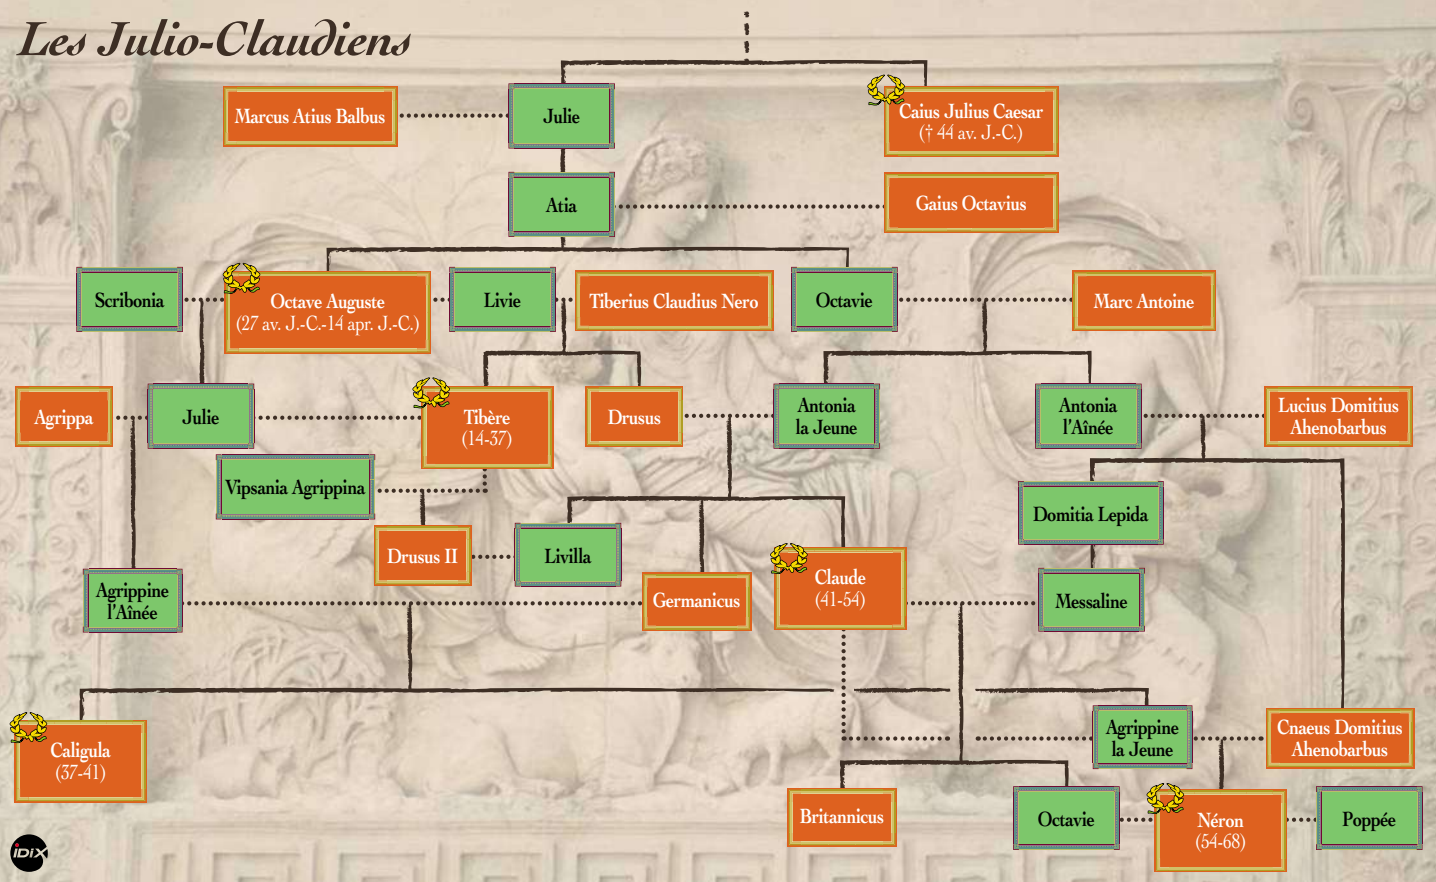 Les Julio-Claudiens
Marcus Atius Balbus
Julie
Caius Julius Caesar
(† 44 av. J.-C.)
Atia
Gaius Octavius
Scribonia
Octave Auguste
(27 av. J.-C.-14 apr. J.-C.)
Livie
Tiberius Claudius Nero
Octavie
Marc Antoine
Agrippa
Julie
Tibère
(14-37)
Drusus
Antonia
la Jeune
Antonia
l'Aînée
Lucius Domitius
Ahenobarbus
Vipsania Agrippina
Domitia Lepida
Drusus II
Livilla
Agrippine
l'Aînée
Germanicus
Claude
(41-54)
Messaline
Caligula
(37-41)
Agrippine
la Jeune
Cnaeus Domitius
Ahenobarbus
Britannicus
Octavie
Néron
(54-68)
Poppée
iDiX